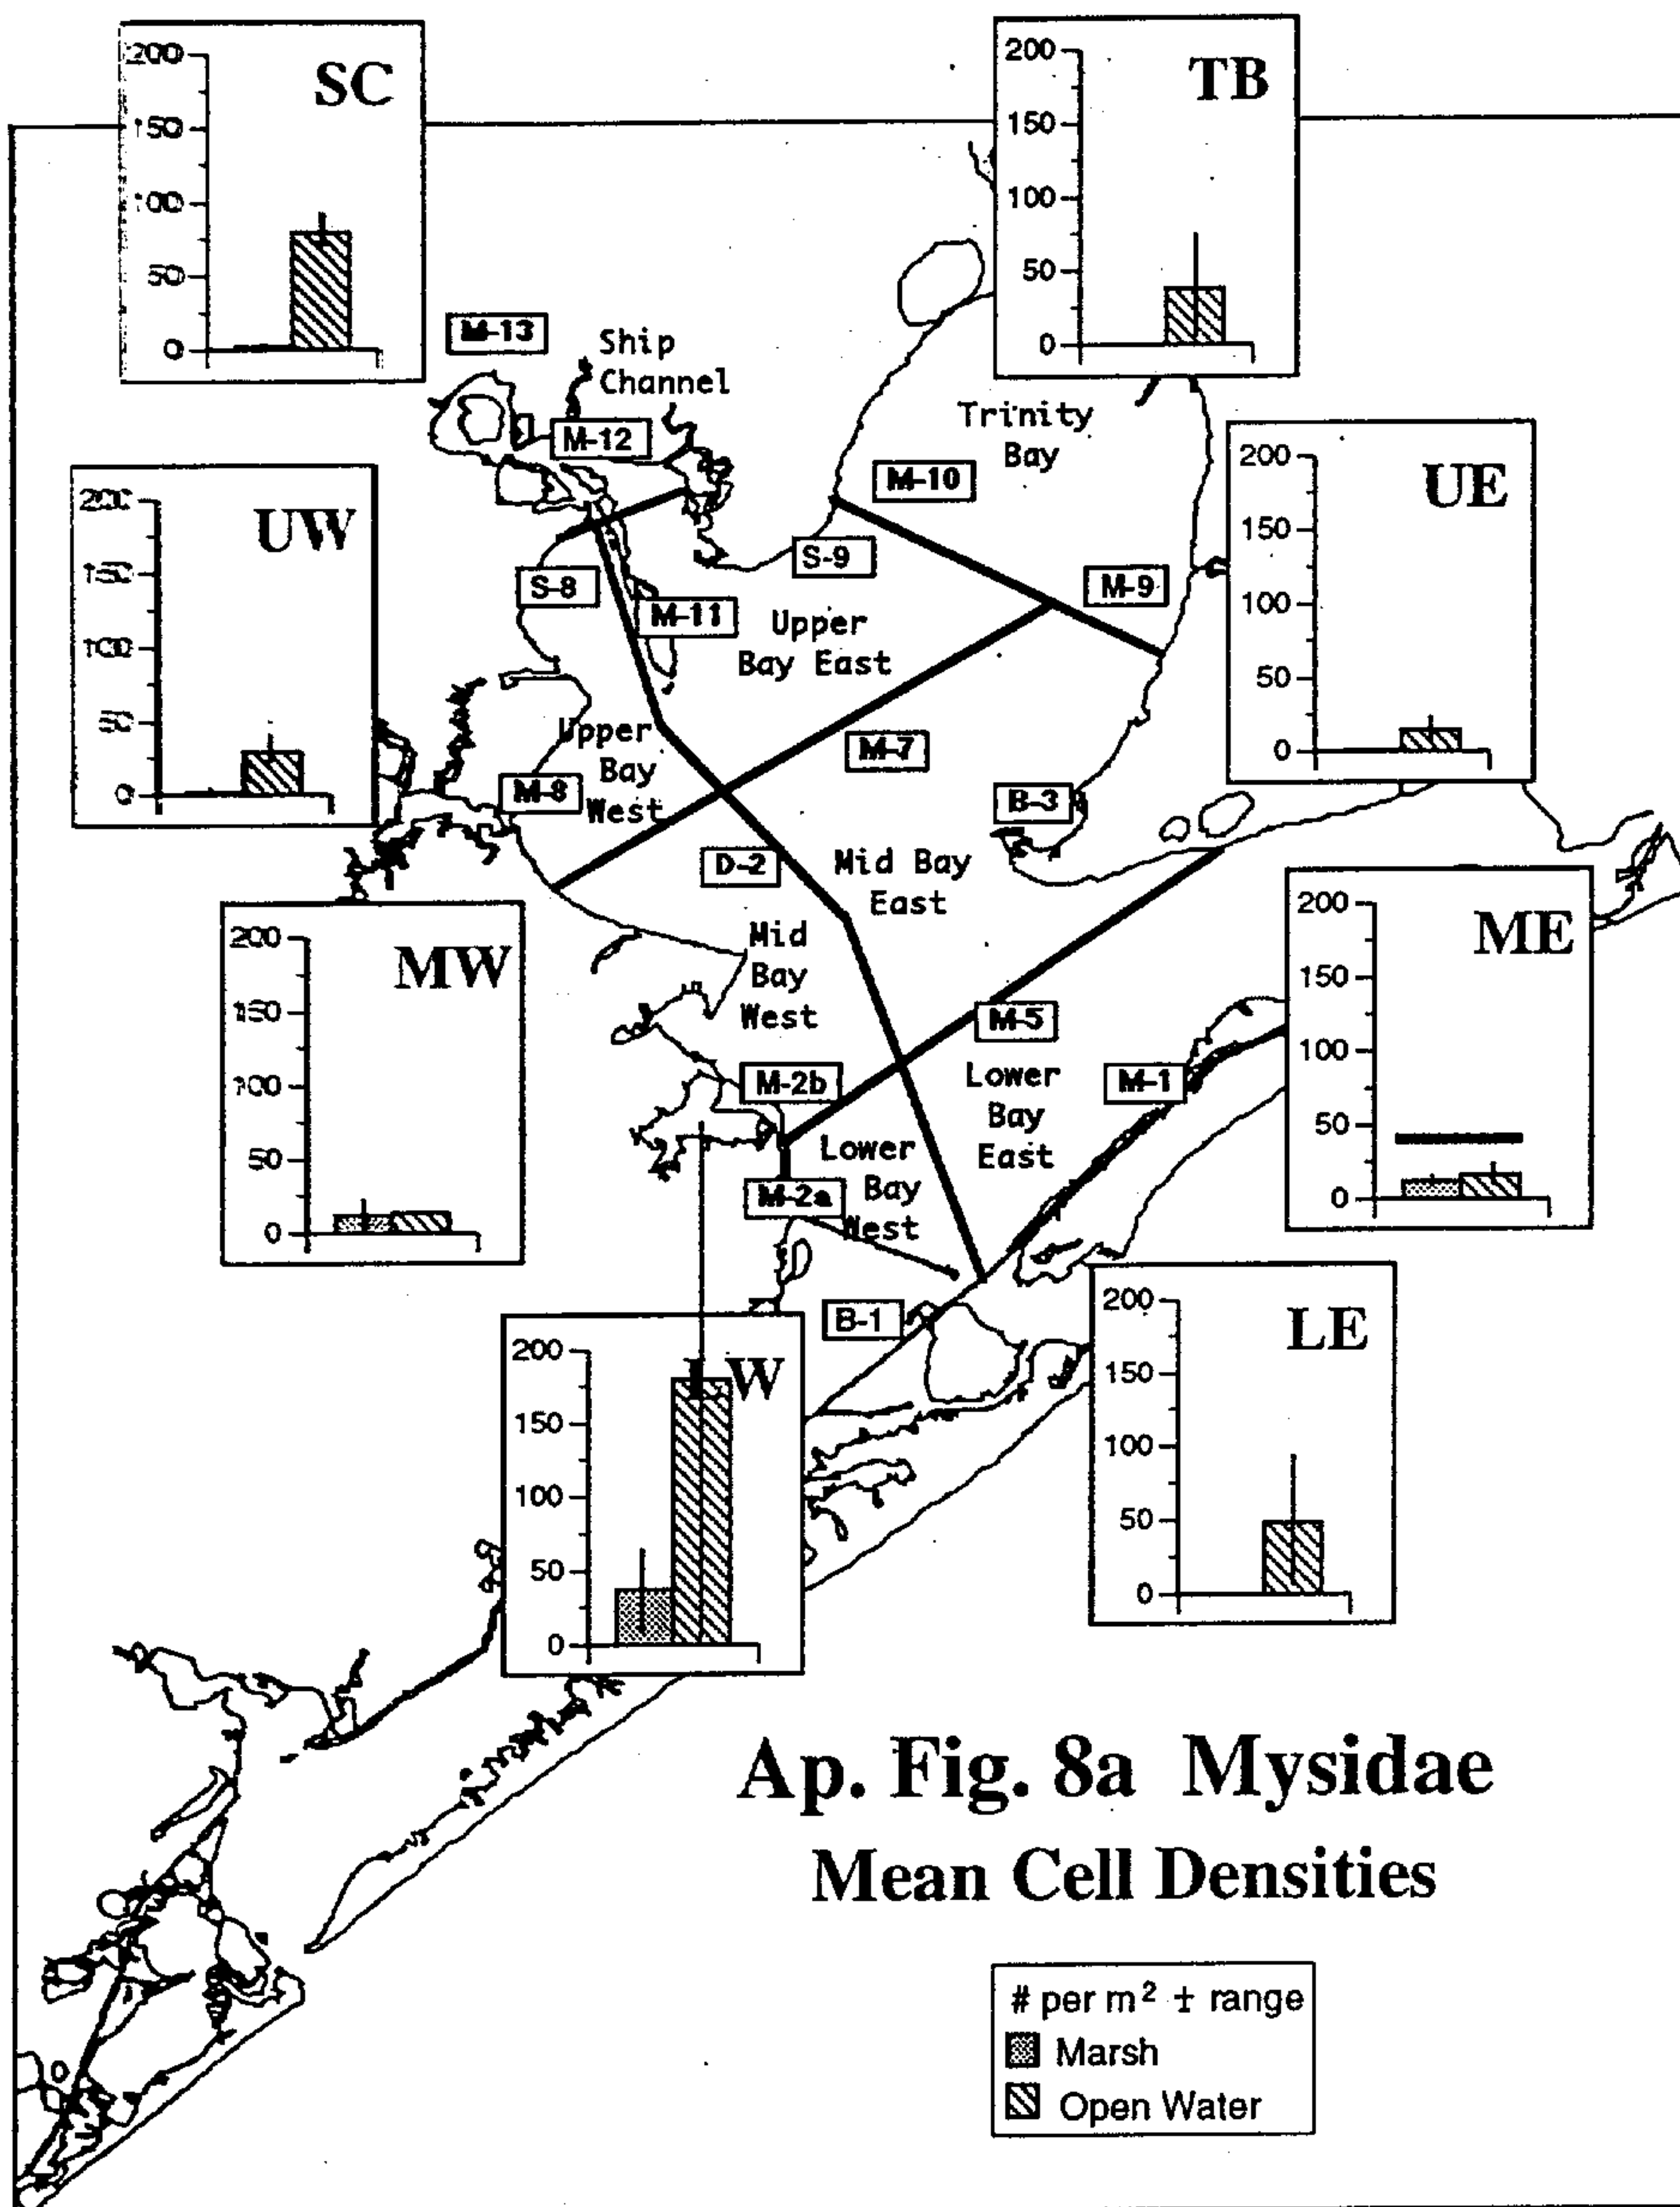 200
150
100
50
0
SC
200
150
100
50
0
TB
M-13
Ship
Channel
M-12
Trinity
Bay
M-10
200
150
100
50
0
UE
200
150
100
50
0
UW
S-9
S-8
M-9
M-11
Upper
Bay East
Upper
Bay
West
M-7
M-8
B-3
D-2
Mid Bay
East
200
150
100
50
0
MW
Mid
Bay
West
200
150
100
50
0
ME
M-5
M-2b
Lower
Bay
East
M-1
Lower
Bay
West
M-2a
B-1
200
150
100
50
0
W
200
150
100
50
0
LE
Ap. Fig. 8a Mysidae
Mean Cell Densities
# per m² ± range
Marsh
Open Water